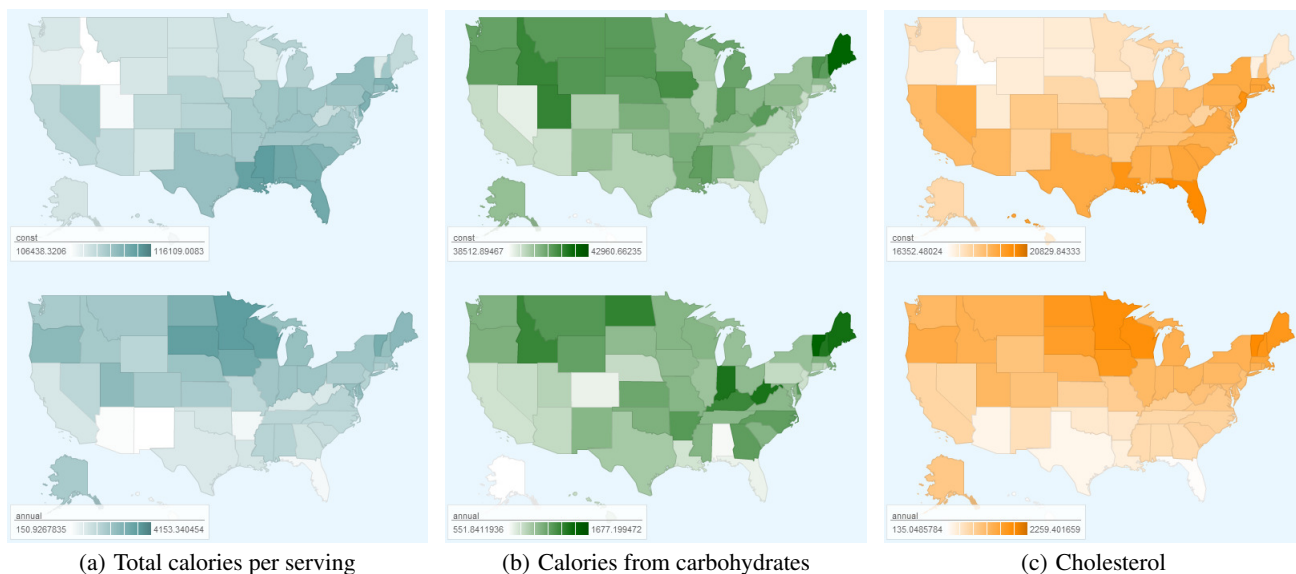 const
106438.3206 116109.0083
const
38512.89467 42960.66235
const
16352.48024 20829.84333
annual
150.9267835 4153.340454
annual
551.8411936 1677.199472
annual
135.0485784 2259.401659
(a) Total calories per serving
(b) Calories from carbohydrates
(c) Cholesterol